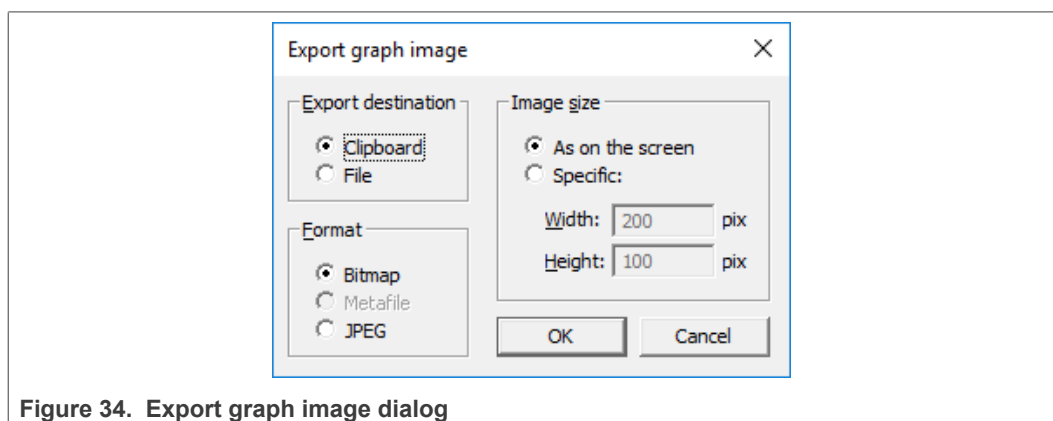 Export graph image
Export destination
Clipboard
File
Format
Bitmap
Metafile
JPEG
Image size
As on the screen
Specific:
Width: 200 pix
Height: 100 pix
OK Cancel
Figure 34. Export graph image dialog